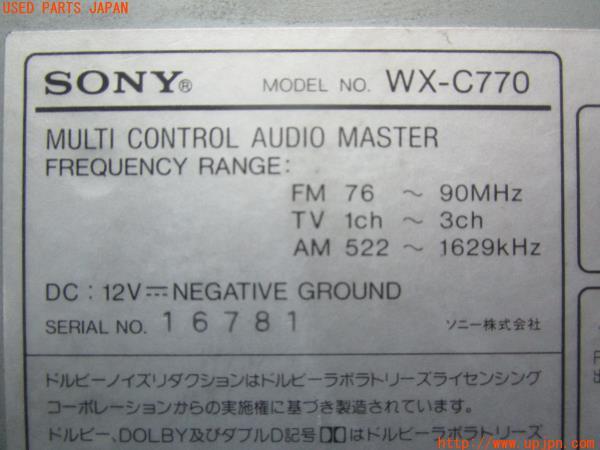 USED PARTS JAPAN
SONY® MODEL NO. WX-C770
MULTI CONTROL AUDIO MASTER
FREQUENCY RANGE:
FM 76 ~ 90MHz
TV 1ch ~ 3ch
AM 522 ~ 1629kHz
DC : 12V⎓NEGATIVE GROUND
SERIAL NO. 16781 ソニー株式会社
ドルビーノイズリダクションはドルビーラボラトリーズライセンシング
コーポレーションからの実施権に基づき製造されています。
ドルビー、DOLBY及びダブルD記号はドルビーラボラトリーズ
http://www.upjpn.com/